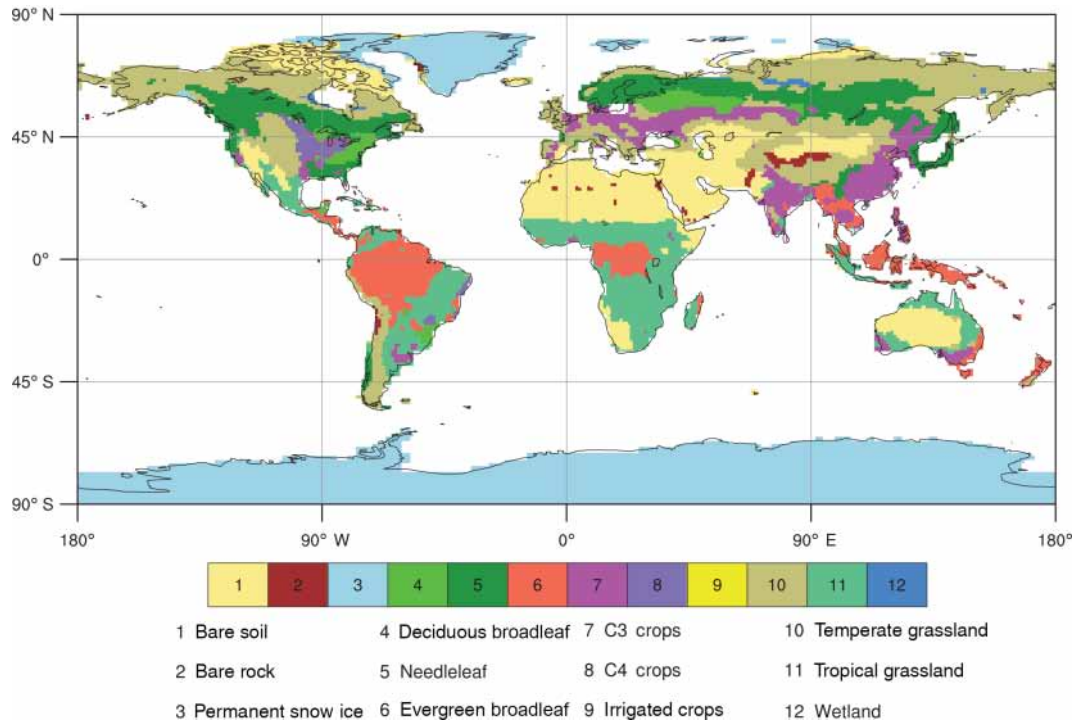 90° N
45° N
0°
45° S
90° S
180° 90° W 0° 90° E 180°
1 2 3 4 5 6 7 8 9 10 11 12
1 Bare soil 4 Deciduous broadleaf 7 C3 crops 10 Temperate grassland
2 Bare rock 5 Needleleaf 8 C4 crops 11 Tropical grassland
3 Permanent snow ice 6 Evergreen broadleaf 9 Irrigated crops 12 Wetland